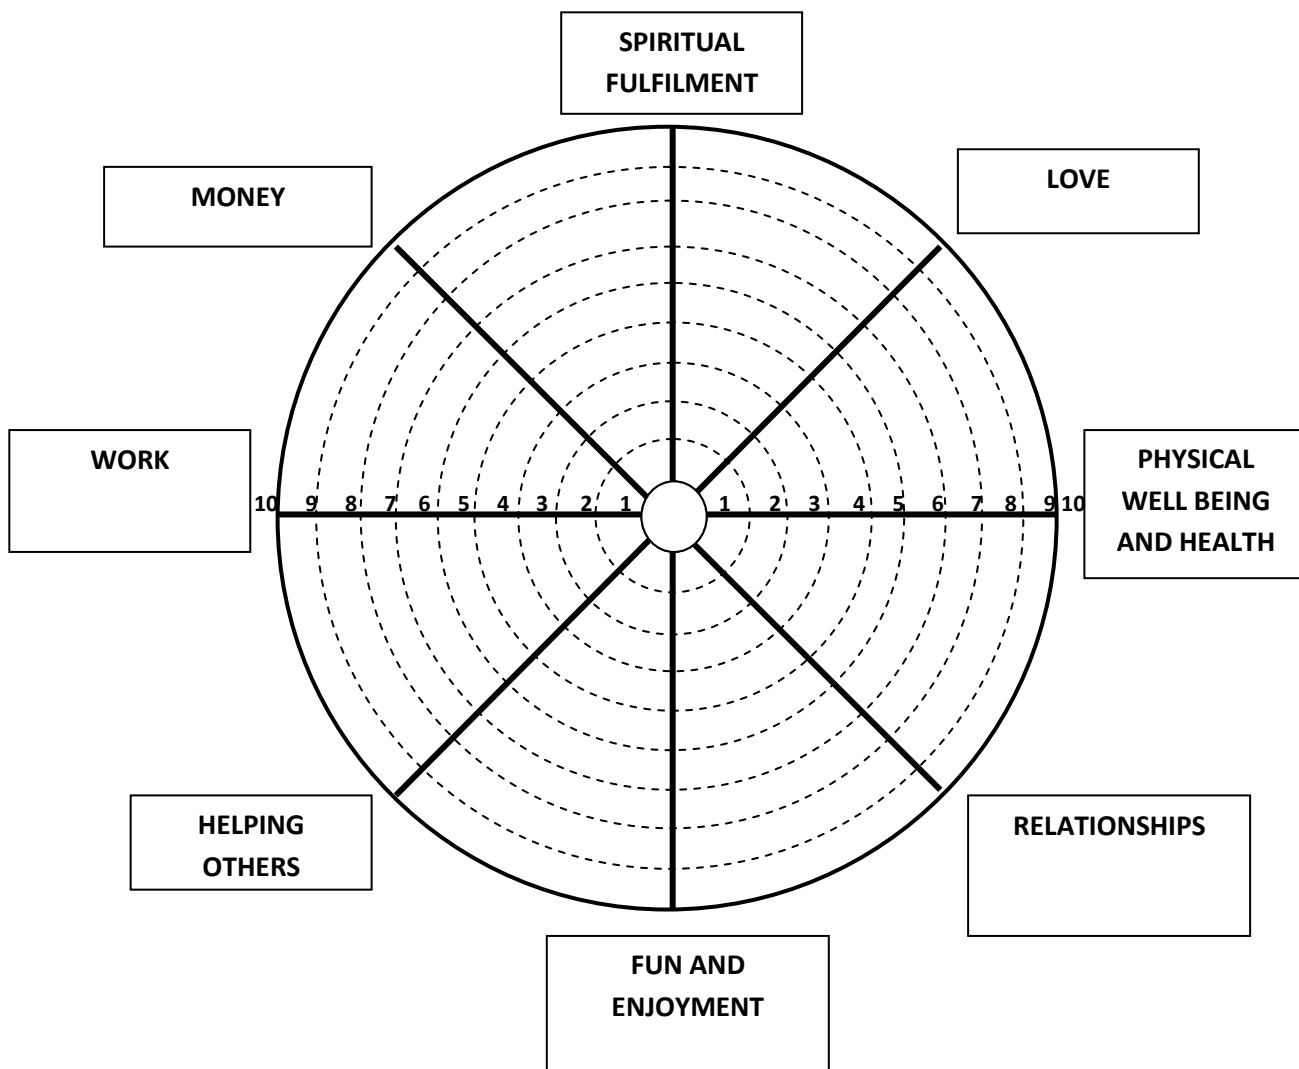 SPIRITUAL
FULFILMENT
MONEY
LOVE
WORK
10 9 8 7 6 5 4 3 2 1 1 2 3 4 5 6 7 8 9 10
PHYSICAL
WELL BEING
AND HEALTH
HELPING
OTHERS
RELATIONSHIPS
FUN AND
ENJOYMENT